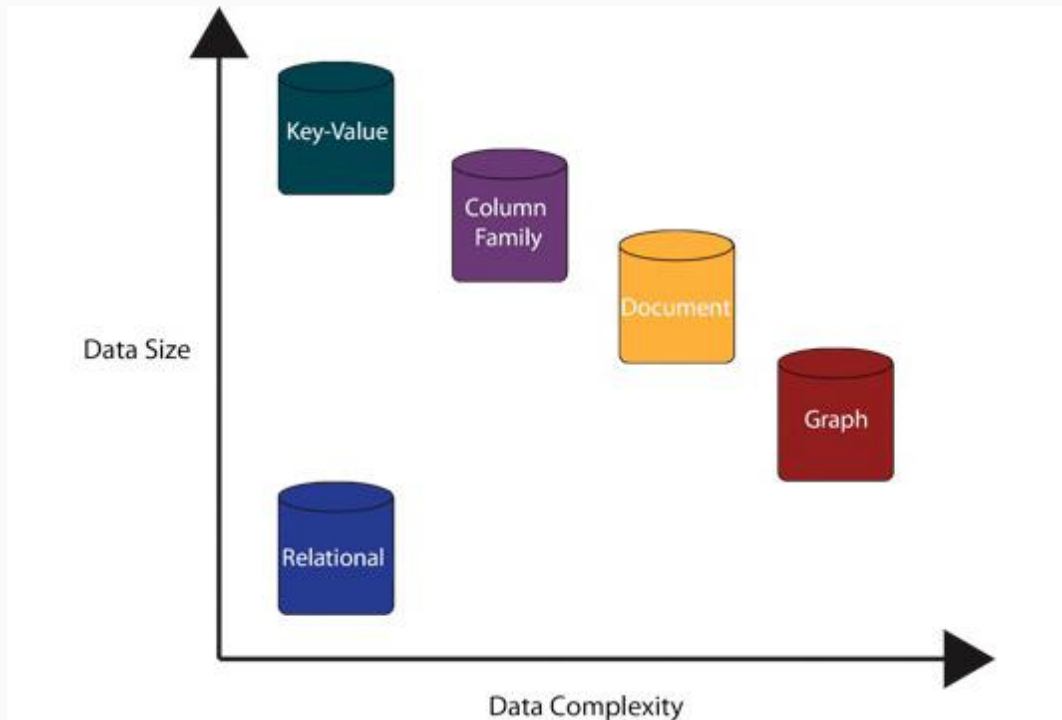 Key-Value
Column
Family
Document
Data Size
Graph
Relational
Data Complexity